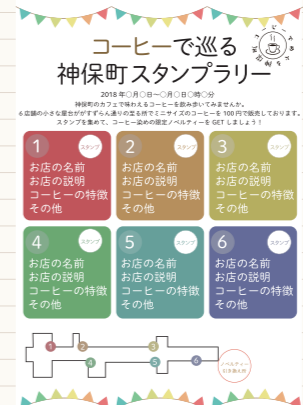 コーヒーで巡る
神保町スタンプラリー
2018年○月○日〜○月○日○時○分
神保町のカフェで味わえるコーヒーを飲み歩いてみませんか。
6店舗の小さな屋台がすずらん通りの至る所でミニサイズのコーヒーを100円で販売しております。
スタンプを集めて、コーヒー染めの限定ノベルティーをGETしましょう！
1
スタンプ
お店の名前
お店の説明
コーヒーの特徴
その他
2
スタンプ
お店の名前
お店の説明
コーヒーの特徴
その他
3
スタンプ
お店の名前
お店の説明
コーヒーの特徴
その他
4
スタンプ
お店の名前
お店の説明
コーヒーの特徴
その他
5
スタンプ
お店の名前
お店の説明
コーヒーの特徴
その他
6
スタンプ
お店の名前
お店の説明
コーヒーの特徴
その他
1
2
3
4
5
6
ノベルティー
引き換え所